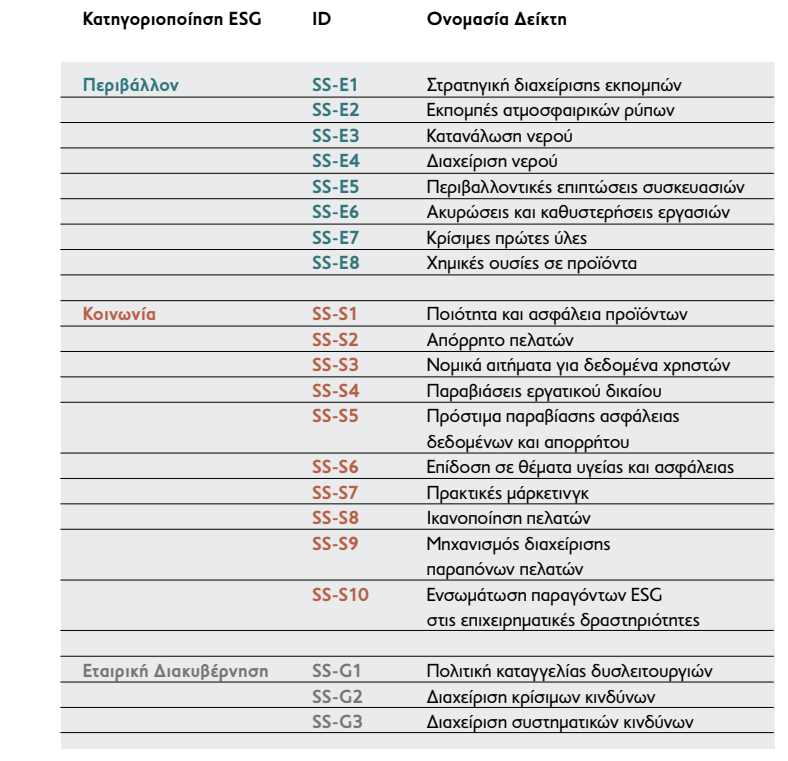 Κατηγοριοποίηση ESG ID Ονομασία Δείκτη
Περιβάλλον SS-E1 Στρατηγική διαχείρισης εκπομπών
SS-E2 Εκπομπές ατμοσφαιρικών ρύπων
SS-E3 Κατανάλωση νερού
SS-E4 Διαχείριση νερού
SS-E5 Περιβαλλοντικές επιπτώσεις συσκευασιών
SS-E6 Ακυρώσεις και καθυστερήσεις εργασιών
SS-E7 Κρίσιμες πρώτες ύλες
SS-E8 Χημικές ουσίες σε προϊόντα
Κοινωνία SS-S1 Ποιότητα και ασφάλεια προϊόντων
SS-S2 Απόρρητο πελατών
SS-S3 Νομικά αιτήματα για δεδομένα χρηστών
SS-S4 Παραβιάσεις εργατικού δικαίου
SS-S5 Πρόστιμα παραβίασης ασφάλειας
δεδομένων και απορρήτου
SS-S6 Επίδοση σε θέματα υγείας και ασφάλειας
SS-S7 Πρακτικές μάρκετινγκ
SS-S8 Ικανοποίηση πελατών
SS-S9 Μηχανισμός διαχείρισης
παραπόνων πελατών
SS-S10 Ενσωμάτωση παραγόντων ESG
στις επιχειρηματικές δραστηριότητες
Εταιρική Διακυβέρνηση SS-G1 Πολιτική καταγγελίας δυσλειτουργιών
SS-G2 Διαχείριση κρίσιμων κινδύνων
SS-G3 Διαχείριση συστηματικών κινδύνων